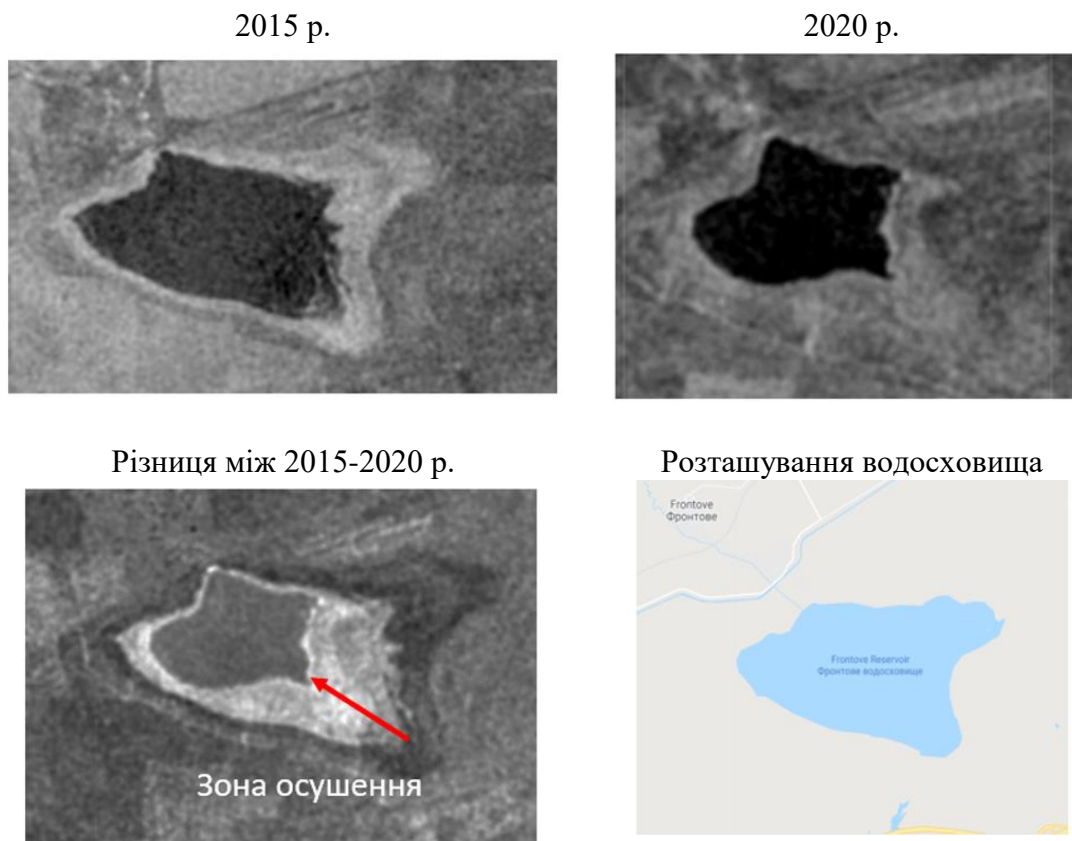 2015 р.
2020 р.
Різниця між 2015-2020 р.
Розташування водосховища
Зона осушення
Frontove
Фронтове
Frontove Reservoir
Фронтове водосховище